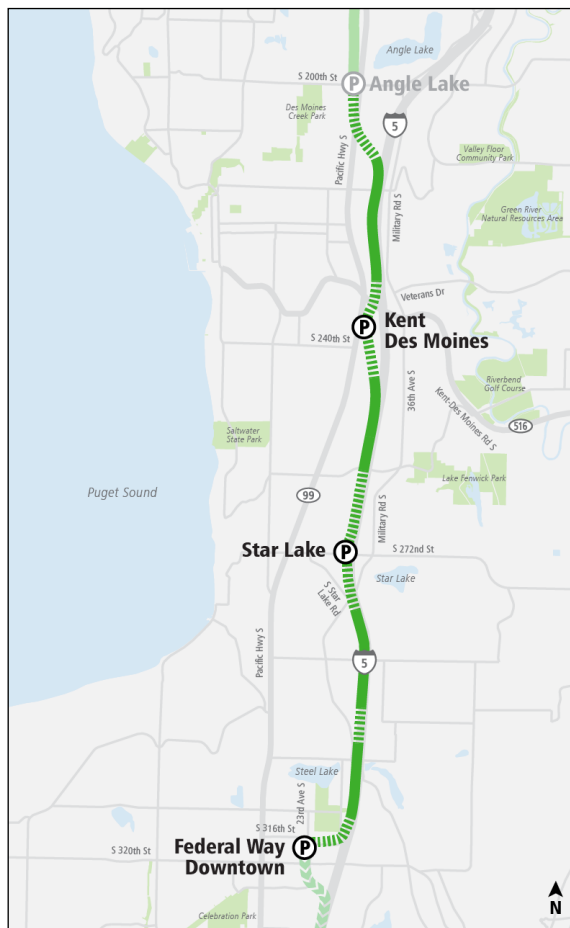 Angle Lake
S 200th St
P
Angle Lake
Des Moines
Creek Park
5
Pacific Hwy S
Valley Floor
Community Park
Military Rd S
Green River
Natural Resources Area
Veterans Dr
P
Kent
Des Moines
S 240th St
36th Ave S
Riverbend
Golf Course
Kent-Des Moines Rd S
516
Saltwater
State Park
Lake Fenwick Park
Puget Sound
99
Military Rd S
Star Lake
P
S 272nd St
Star Lake
S Star
Lake Rd
Pacific Hwy S
5
Steel Lake
23rd Ave S
S 316th St
Federal Way
Downtown
P
S 320th St
Celebration Park
N